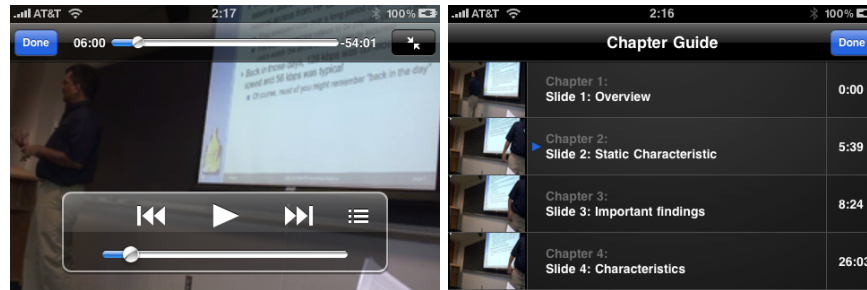 AT&T 2:17 100%
Done 06:00 -54:01
Back in those days, 128 kbps was
speed and 56 kbps was typical
Of course, most of you might remember "back in the day"
AT&T 2:16 100%
Chapter Guide Done
Chapter 1:
Slide 1: Overview 0:00
Chapter 2:
Slide 2: Static Characteristic 5:39
Chapter 3:
Slide 3: Important findings 8:24
Chapter 4:
Slide 4: Characteristics 26:03